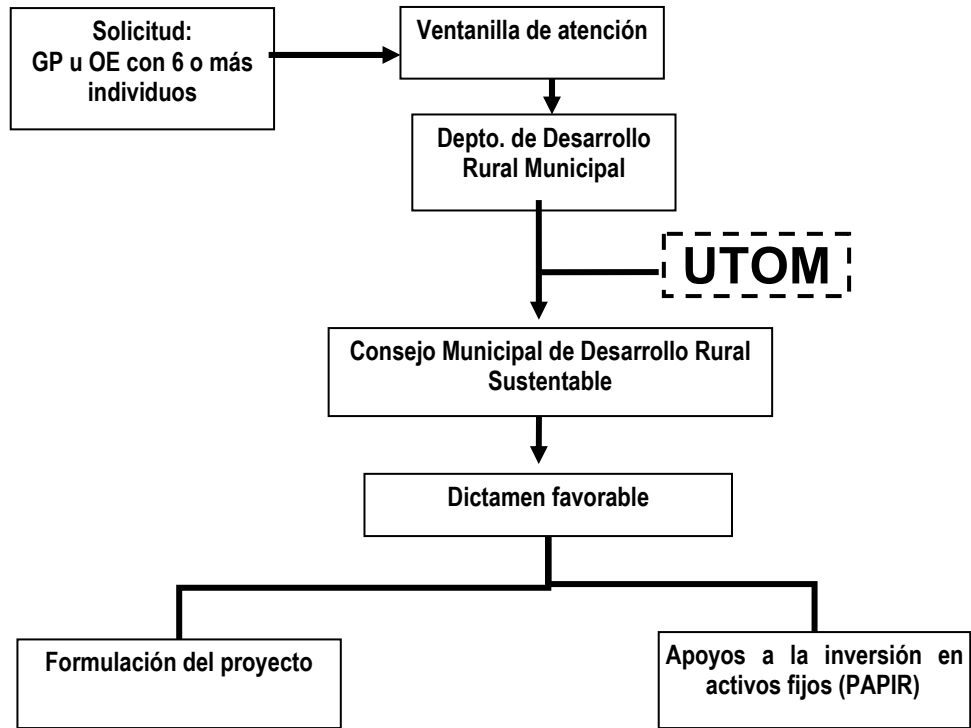 Solicitud:
GP u OE con 6 o más
individuos
Ventanilla de atención
Depto. de Desarrollo
Rural Municipal
UTOM
Consejo Municipal de Desarrollo Rural
Sustentable
Dictamen favorable
Formulación del proyecto
Apoyos a la inversión en
activos fijos (PAPIR)